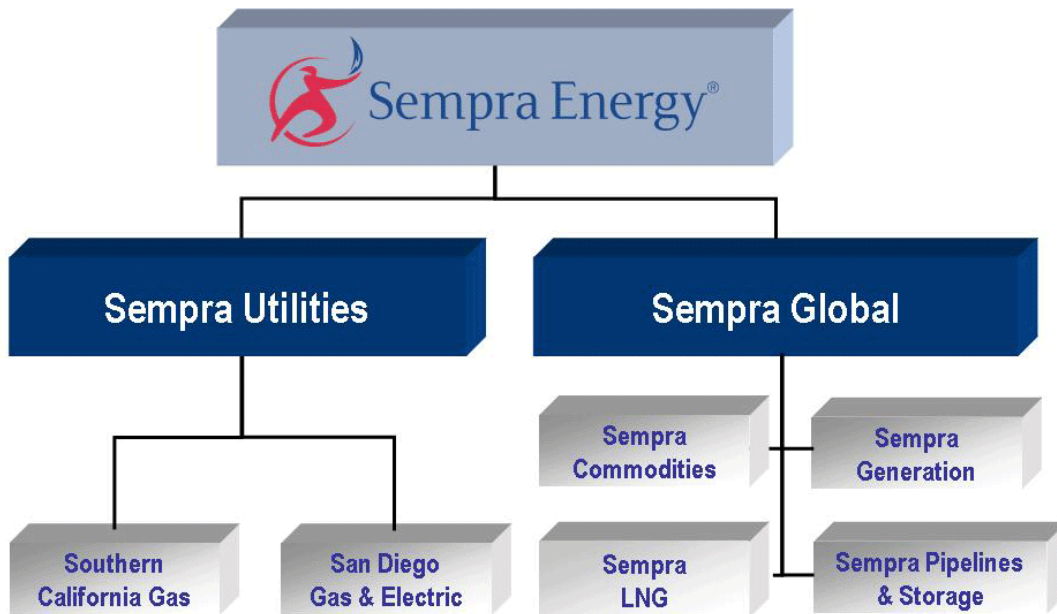 Sempra Energy®
Sempra Utilities
Sempra Global
Sempra
Commodities
Sempra
Generation
Southern
California Gas
San Diego
Gas & Electric
Sempra
LNG
Sempra Pipelines
& Storage